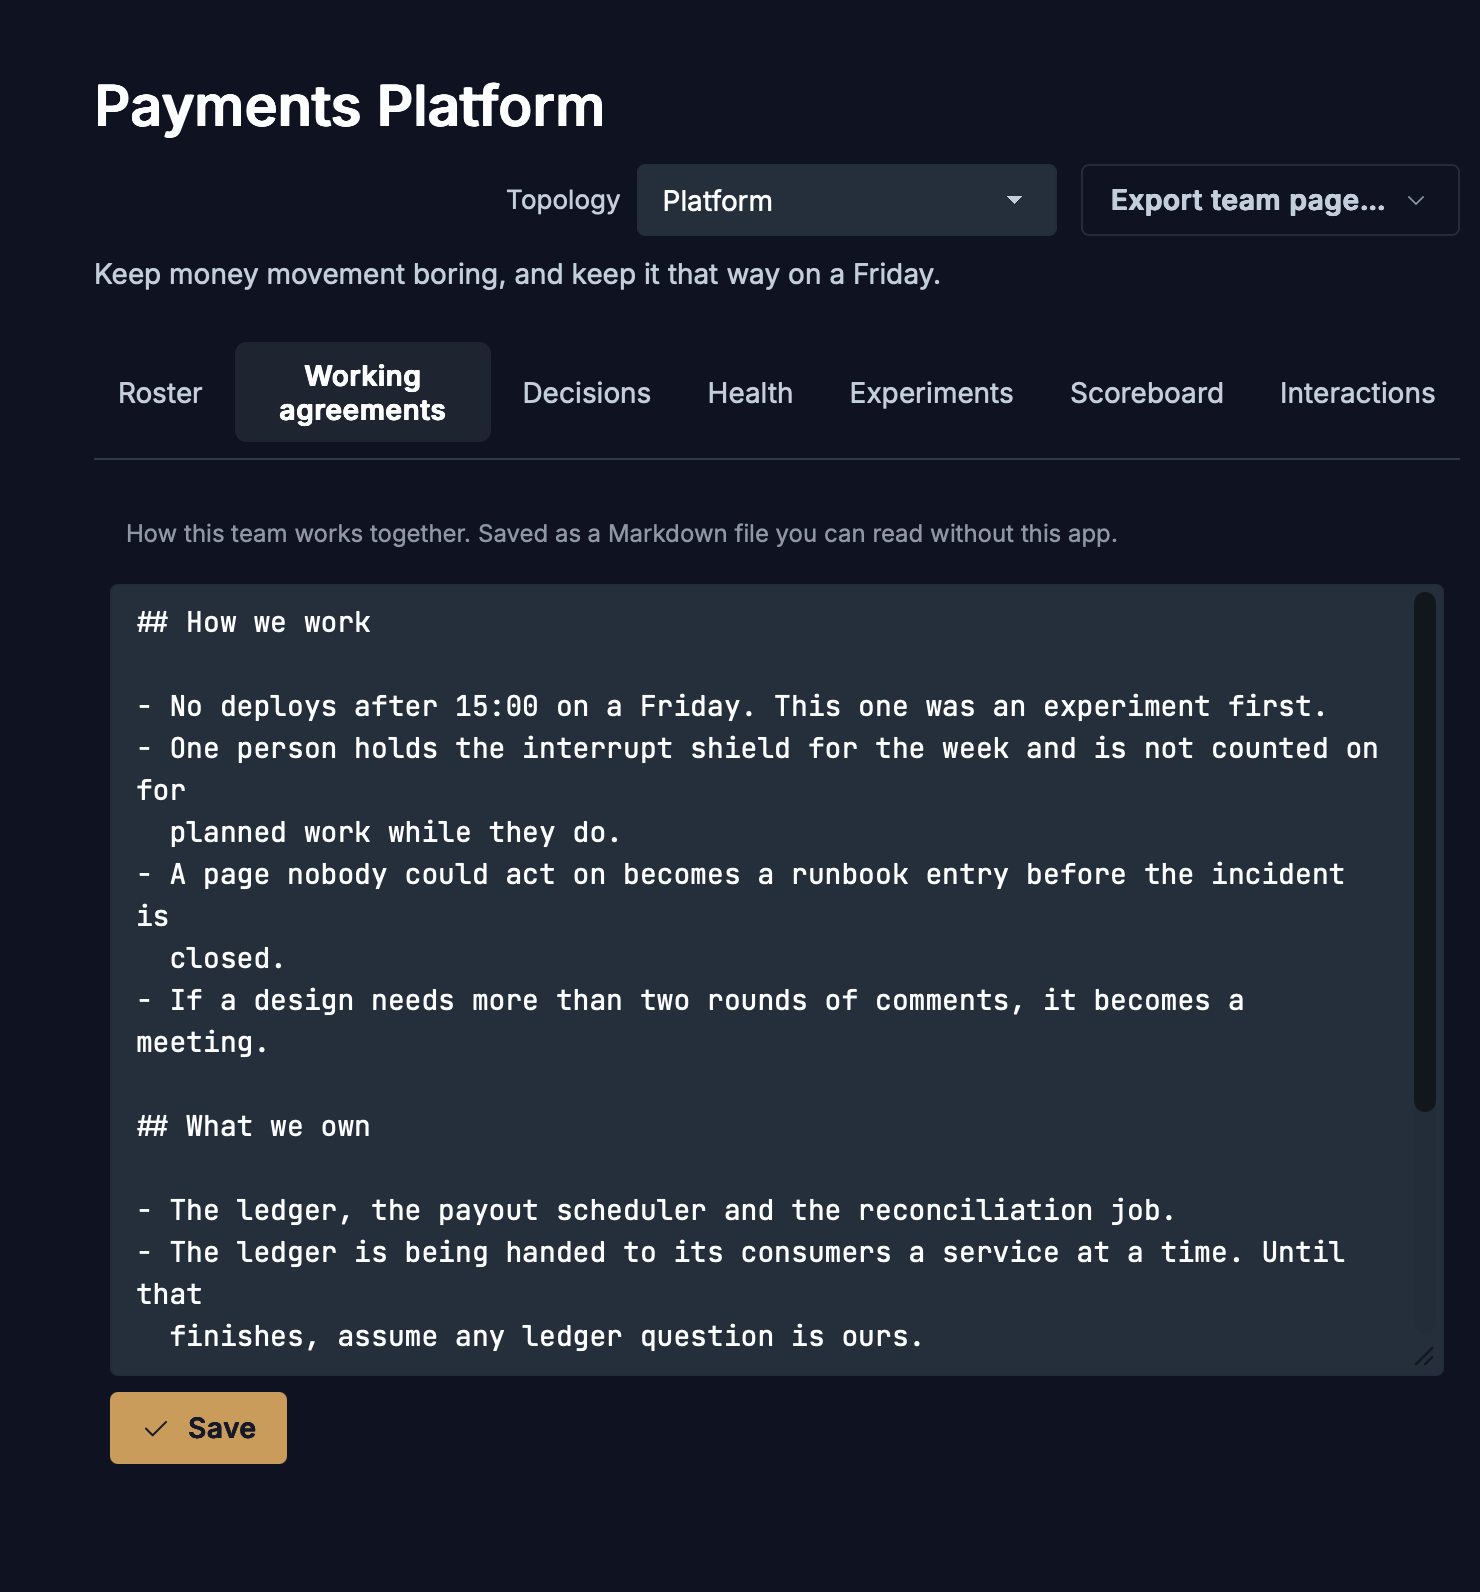 Payments Platform
Topology
Platform
Export team page...
Keep money movement boring, and keep it that way on a Friday.
Roster
Working
agreements
Decisions
Health
Experiments
Scoreboard
Interactions
How this team works together. Saved as a Markdown file you can read without this app.
## How we work
- No deploys after 15:00 on a Friday. This one was an experiment first.
- One person holds the interrupt shield for the week and is not counted on
for
  planned work while they do.
- A page nobody could act on becomes a runbook entry before the incident
is
  closed.
- If a design needs more than two rounds of comments, it becomes a
meeting.
## What we own
- The ledger, the payout scheduler and the reconciliation job.
- The ledger is being handed to its consumers a service at a time. Until
that
  finishes, assume any ledger question is ours.
Save